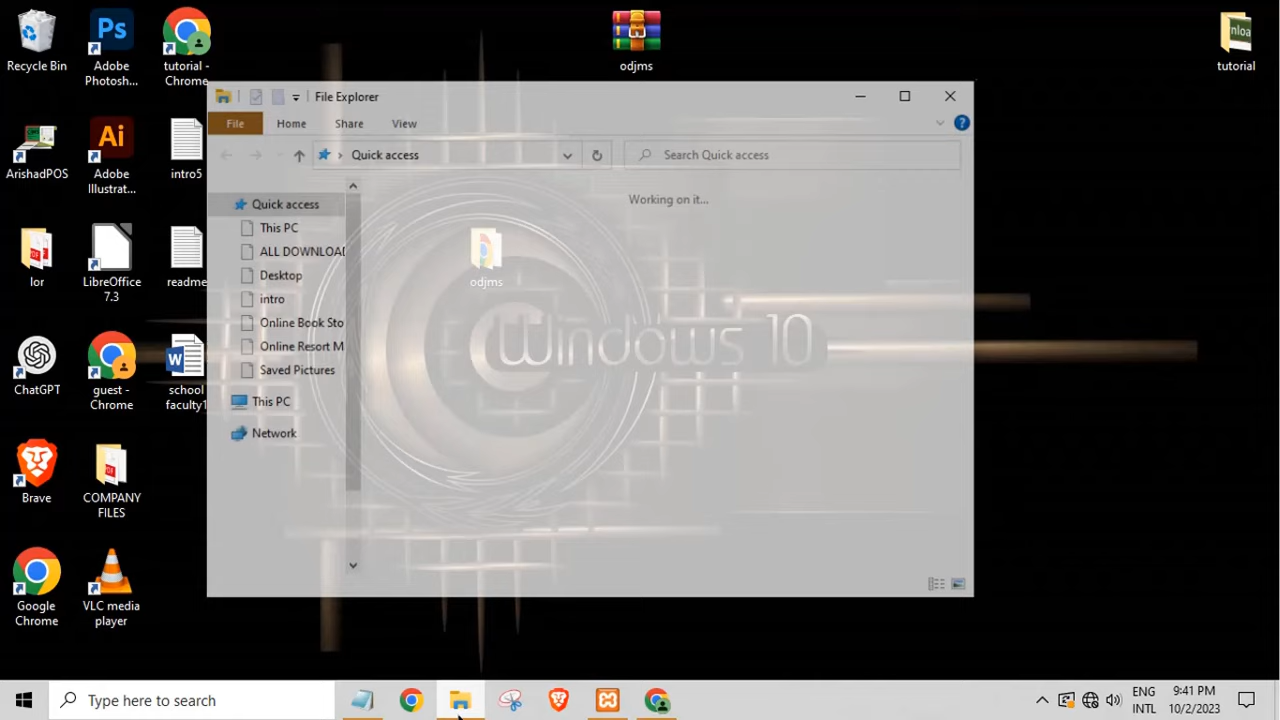 Recycle Bin
Adobe
Photosh...
tutorial -
Chrome
odjms
tutorial
File Explorer
File
Home
Share
View
Quick access
Search Quick access
Working on it...
Quick access
This PC
ALL DOWNLOA
Desktop
intro
Online Book Sto
Online Resort M
Saved Pictures
This PC
Network
odjms
Windows 10
ArishadPOS
Ai
Adobe
Illustrat...
intro5
lor
LibreOffice
7.3
readme
ChatGPT
guest -
Chrome
school
faculty1
Brave
COMPANY
FILES
Google
Chrome
VLC media
player
Ps
Type here to search
ENG
INTL
9:41 PM
10/2/2023